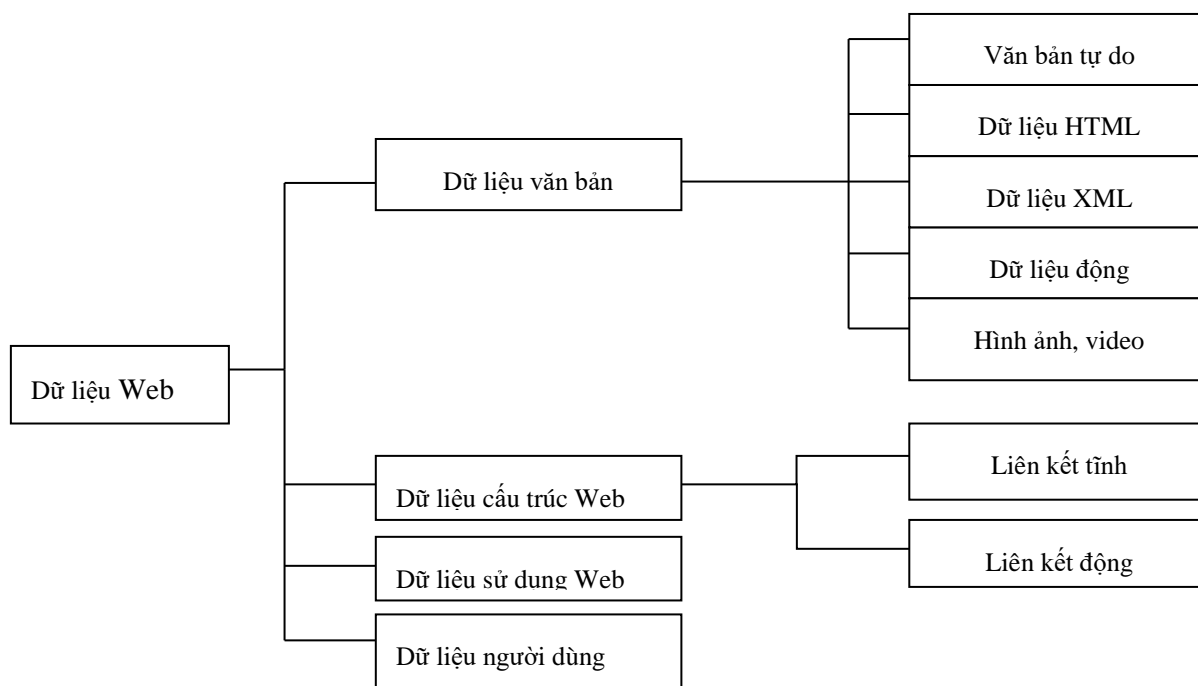 Văn bản tự do
Dữ liệu HTML
Dữ liệu văn bản
Dữ liệu XML
Dữ liệu động
Hình ảnh, video
Dữ liệu Web
Liên kết tĩnh
Dữ liệu cấu trúc Web
Liên kết động
Dữ liệu sử dụng Web
Dữ liệu người dùng